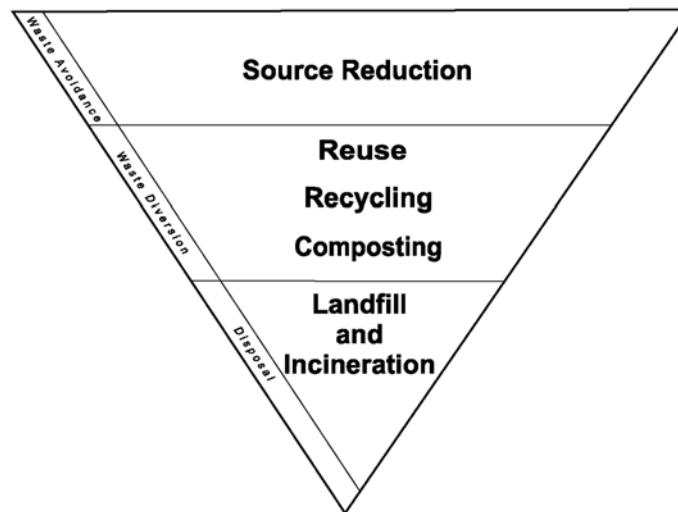 Waste Avoidance
Source Reduction
Waste Diversion
Reuse
Recycling
Composting
Disposal
Landfill
and
Incineration